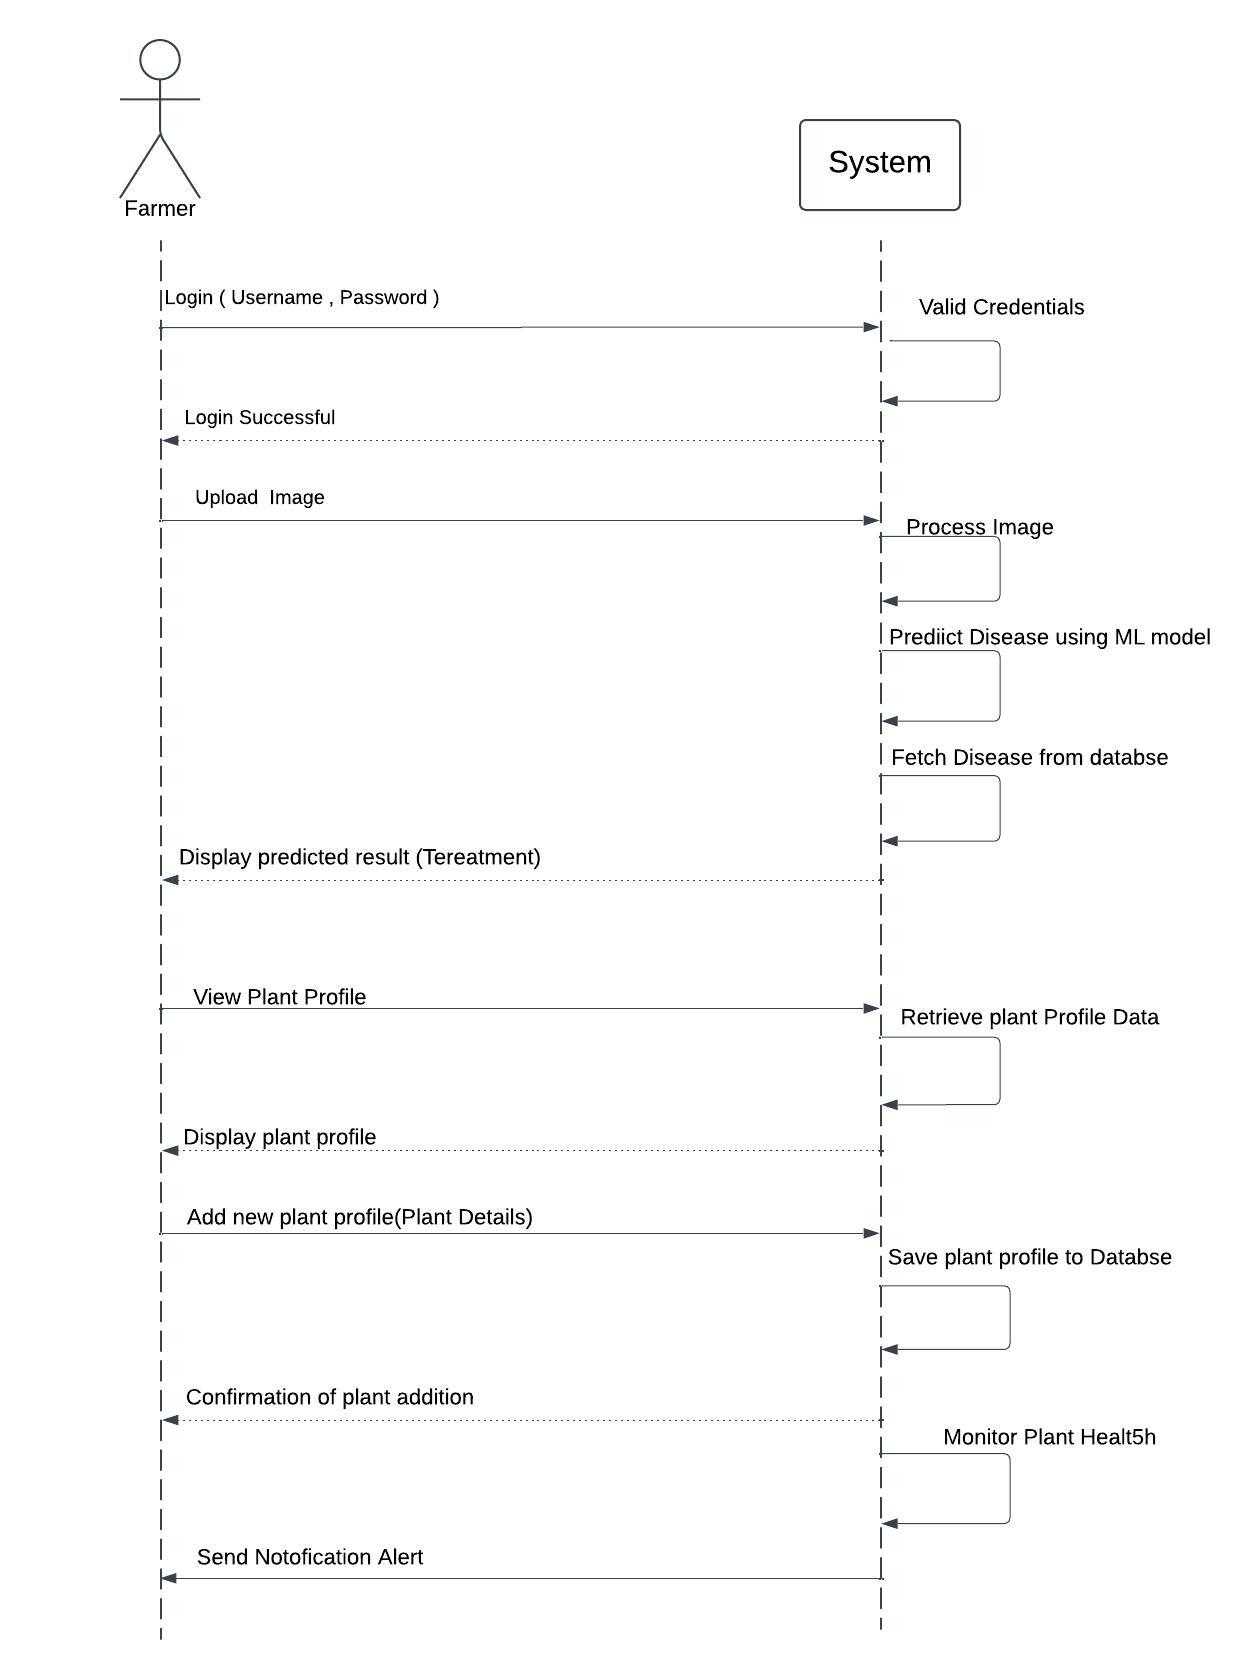 Farmer
System
Login ( Username , Password )
Valid Credentials
Login Successful
Upload  Image
Process Image
Prediict Disease using ML model
Fetch Disease from databse
Display predicted result (Tereatment)
View Plant Profile
Retrieve plant Profile Data
Display plant profile
Add new plant profile(Plant Details)
Save plant profile to Databse
Confirmation of plant addition
Monitor Plant Healt5h
Send Notofication Alert